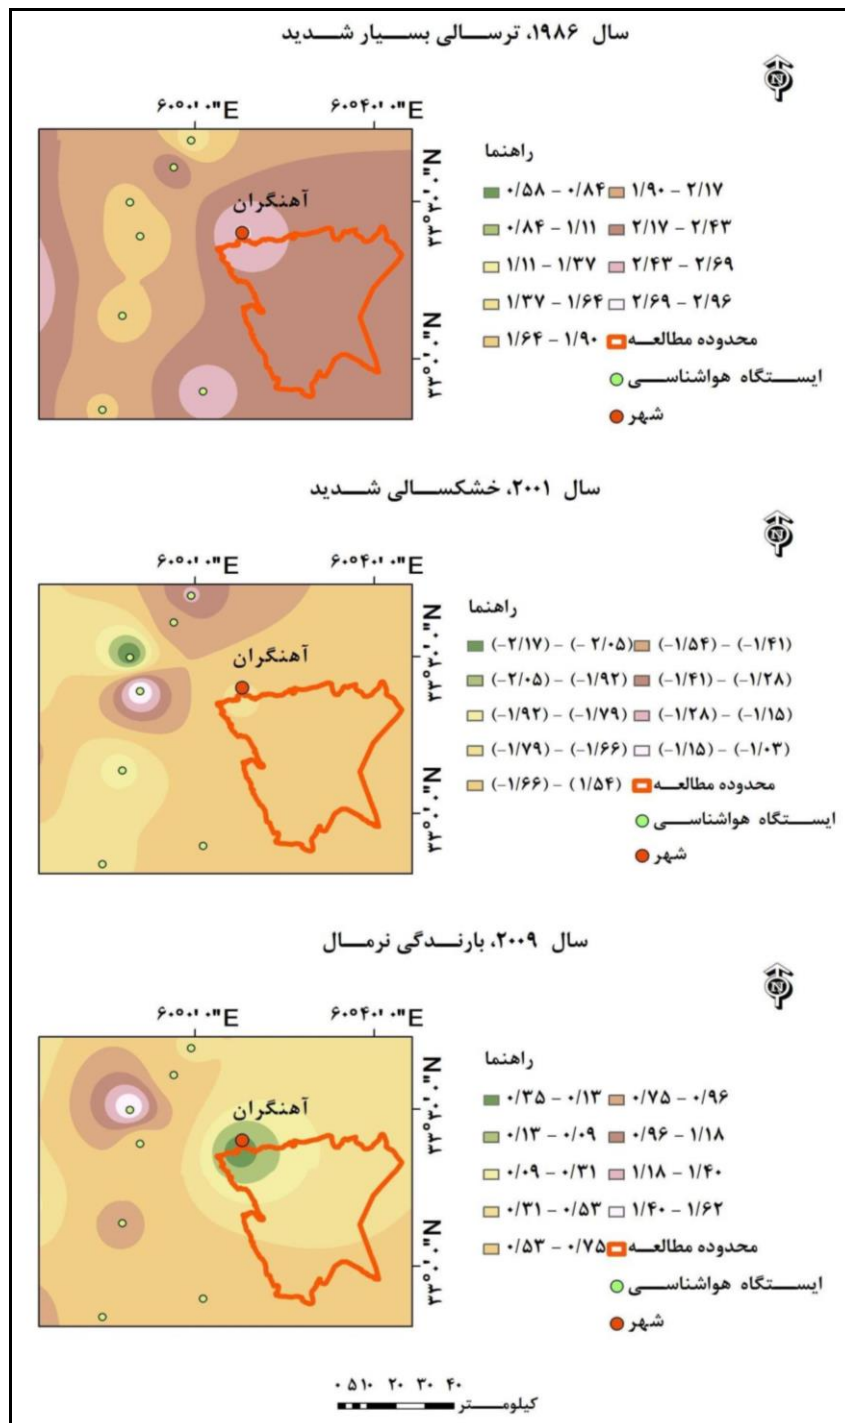 سال ۱۹۸۶، ترسالی بسیار شدید
N
۶۰°۰'۰"E ۶۰°۴۰'۰"E
۳۳°۳۰'۰"N
۳۳°۰'۰"N
آهنگران
راهنما
۰/۵۸ – ۰/۸۴ ۱/۹۰ – ۲/۱۷
۰/۸۴ – ۱/۱۱ ۲/۱۷ – ۲/۴۳
۱/۱۱ – ۱/۳۷ ۲/۴۳ – ۲/۶۹
۱/۳۷ – ۱/۶۴ ۲/۶۹ – ۲/۹۶
۱/۶۴ – ۱/۹۰ محدوده مطالعه
ایستگاه هواشناسی
شهر
سال ۲۰۰۱، خشکسالی شدید
N
۶۰°۰'۰"E ۶۰°۴۰'۰"E
۳۳°۳۰'۰"N
۳۳°۰'۰"N
آهنگران
راهنما
(−۲/۱۷) – (−۲/۰۵) (−۱/۵۴) – (−۱/۴۱)
(−۲/۰۵) – (−۱/۹۲) (−۱/۴۱) – (−۱/۲۸)
(−۱/۹۲) – (−۱/۷۹) (−۱/۲۸) – (−۱/۱۵)
(−۱/۷۹) – (−۱/۶۶) (−۱/۱۵) – (−۱/۰۳)
(−۱/۶۶) – (۱/۵۴) محدوده مطالعه
ایستگاه هواشناسی
شهر
سال ۲۰۰۹، بارندگی نرمال
N
۶۰°۰'۰"E ۶۰°۴۰'۰"E
۳۳°۳۰'۰"N
۳۳°۰'۰"N
آهنگران
راهنما
۰/۳۵ – ۰/۱۳ ۰/۷۵ – ۰/۹۶
۰/۱۳ – ۰/۰۹ ۰/۹۶ – ۱/۱۸
۰/۰۹ – ۰/۳۱ ۱/۱۸ – ۱/۴۰
۰/۳۱ – ۰/۵۳ ۱/۴۰ – ۱/۶۲
۰/۵۳ – ۰/۷۵ محدوده مطالعه
ایستگاه هواشناسی
شهر
۰ ۵ ۱۰ ۲۰ ۳۰ ۴۰
کیلومتر